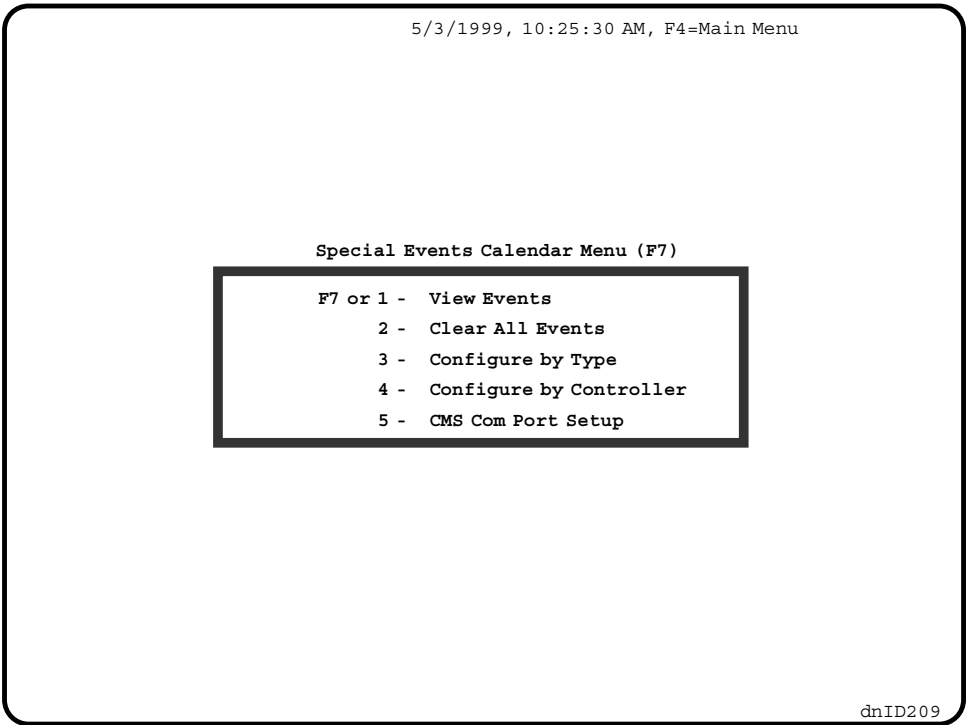 5/3/1999, 10:25:30 AM, F4=Main Menu
Special Events Calendar Menu (F7)
F7 or 1 - View Events
2 - Clear All Events
3 - Configure by Type
4 - Configure by Controller
5 - CMS Com Port Setup
dnID209